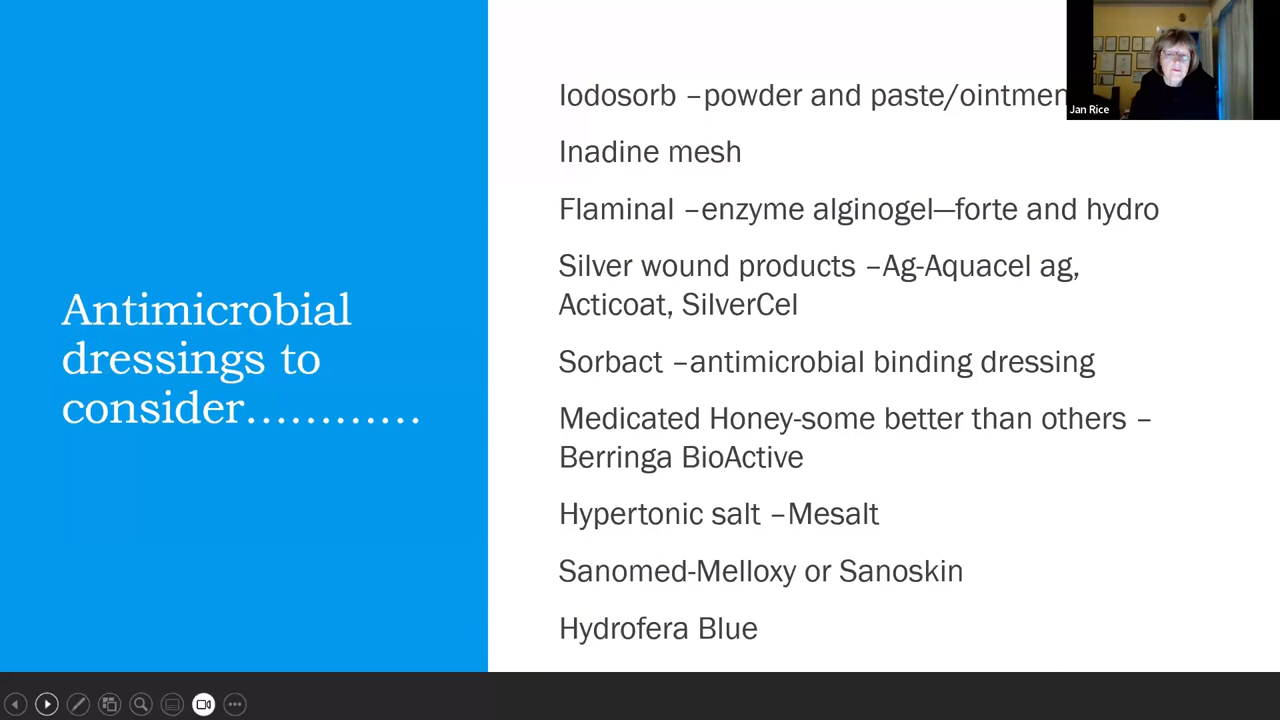 Antimicrobial
dressings to
consider…………
Iodosorb –powder and paste/ointmen
Inadine mesh
Flaminal –enzyme alginogel—forte and hydro
Silver wound products –Ag-Aquacel ag,
Acticoat, SilverCel
Sorbact –antimicrobial binding dressing
Medicated Honey-some better than others –
Berringa BioActive
Hypertonic salt –Mesalt
Sanomed-Melloxy or Sanoskin
Hydrofera Blue
Jan Rice